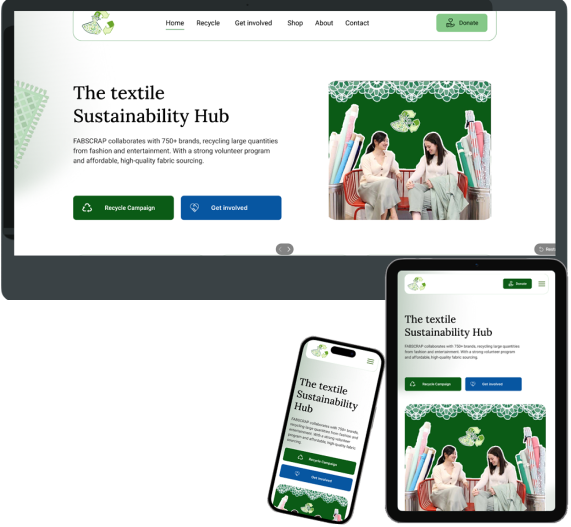 Home Recycle Get involved Shop About Contact Donate
The textile
Sustainability Hub
FABSCRAP collaborates with 750+ brands, recycling large quantities
from fashion and entertainment. With a strong volunteer program
and affordable, high-quality fabric sourcing.
Recycle Campaign Get involved
Donate
The textile
Sustainability Hub
FABSCRAP collaborates with 750+ brands, recycling large quantities
from fashion and entertainment. With a strong volunteer program
and affordable, high-quality fabric sourcing.
Recycle Campaign Get involved
The textile
Sustainability
Hub
FABSCRAP collaborates with 750+ brands,
recycling large quantities from fashion and
entertainment. With a strong volunteer
program and affordable, high-quality fabric
sourcing.
Recycle Campaign
Get involved